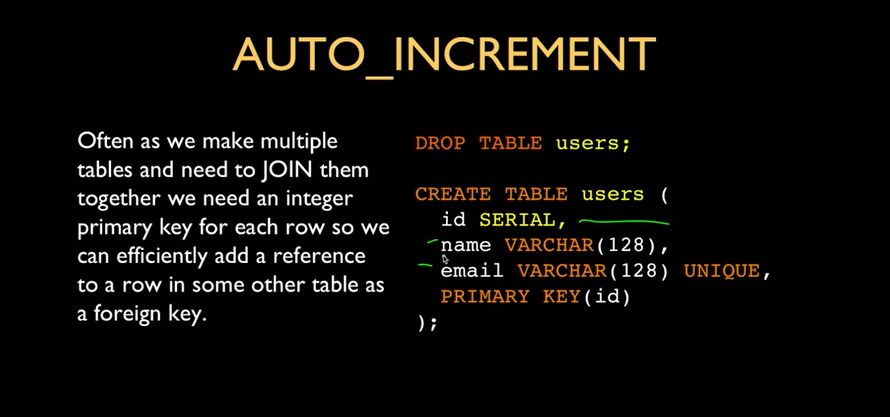 AUTO_INCREMENT
Often as we make multiple
tables and need to JOIN them
together we need an integer
primary key for each row so we
can efficiently add a reference
to a row in some other table as
a foreign key.
DROP TABLE users;
CREATE TABLE users (
id SERIAL,
name VARCHAR(128),
email VARCHAR(128) UNIQUE,
PRIMARY KEY(id)
);